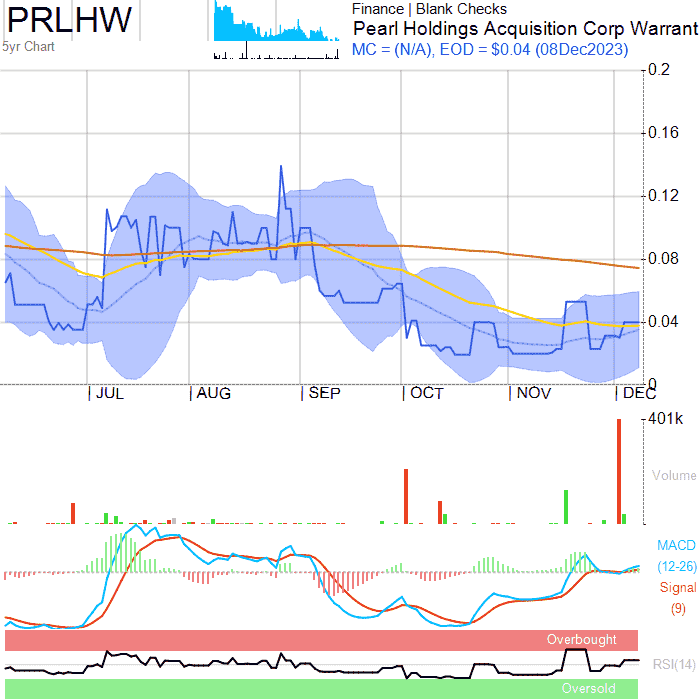 PRLHW
5yr Chart
Finance | Blank Checks
Pearl Holdings Acquisition Corp Warrant
MC = (N/A), EOD = $0.04 (08Dec2023)
0.2
0.16
0.12
0.08
0.04
0
JUL AUG SEP OCT NOV DEC
401k
Volume
MACD
(12-26)
Signal
(9)
Overbought
RSI(14)
Oversold